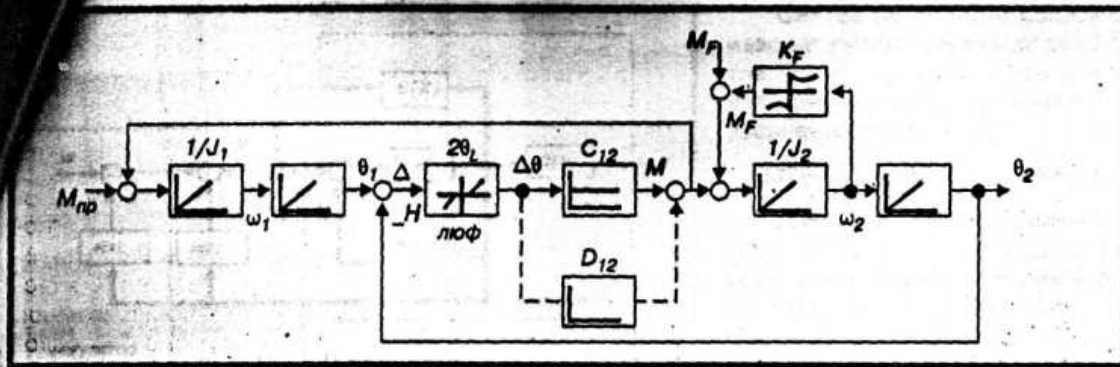 M_F
K_F
M_F
1/J_1
2θ_L
C_12
1/J_2
M_пр
ω_1
θ_1
Δ
_H
люф
Δθ
M
ω_2
θ_2
D_12